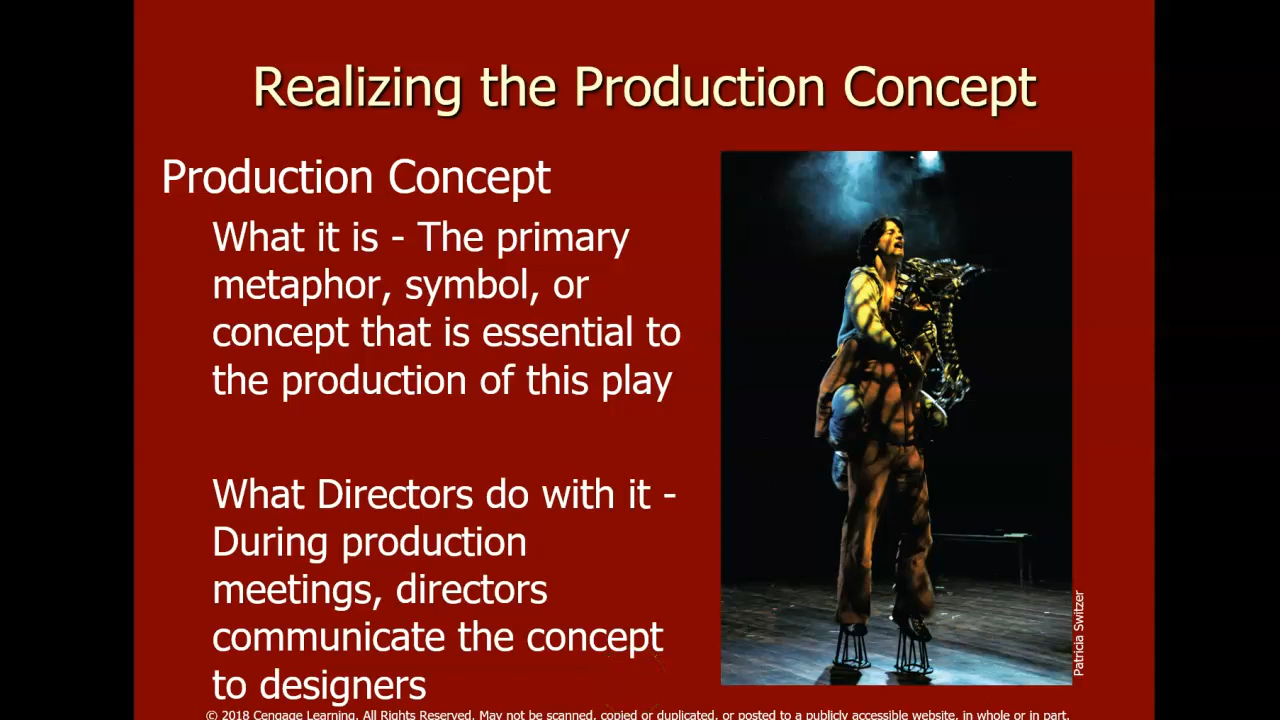 Realizing the Production Concept
Production Concept
What it is - The primary
metaphor, symbol, or
concept that is essential to
the production of this play
What Directors do with it -
During production
meetings, directors
communicate the concept
to designers
Patricia Switzer
© 2018 Cengage Learning. All Rights Reserved. May not be scanned, copied or duplicated, or posted to a publicly accessible website, in whole or in part.